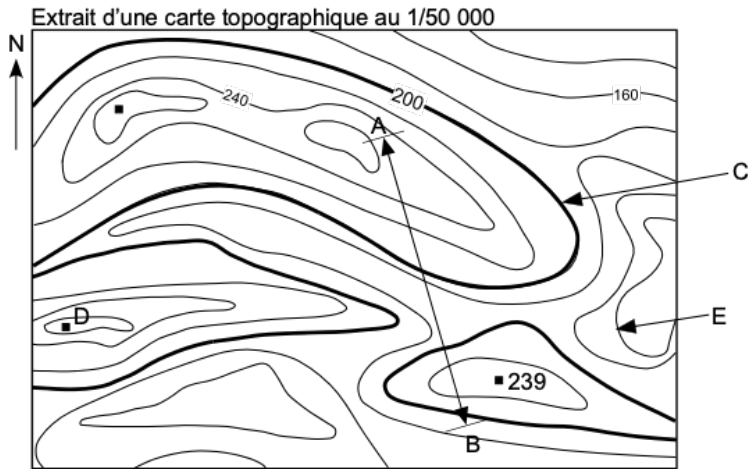 Extrait d’une carte topographique au 1/50 000
N
240
200
160
A
C
D
E
239
B